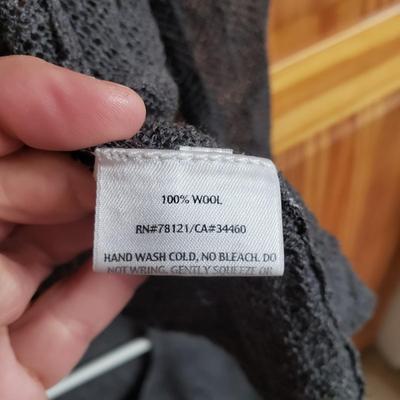 100% WOOL
RN#78121/CA#34460
HAND WASH COLD, NO BLEACH. DO
NOT WRING, GENTLY SQUEEZE OR